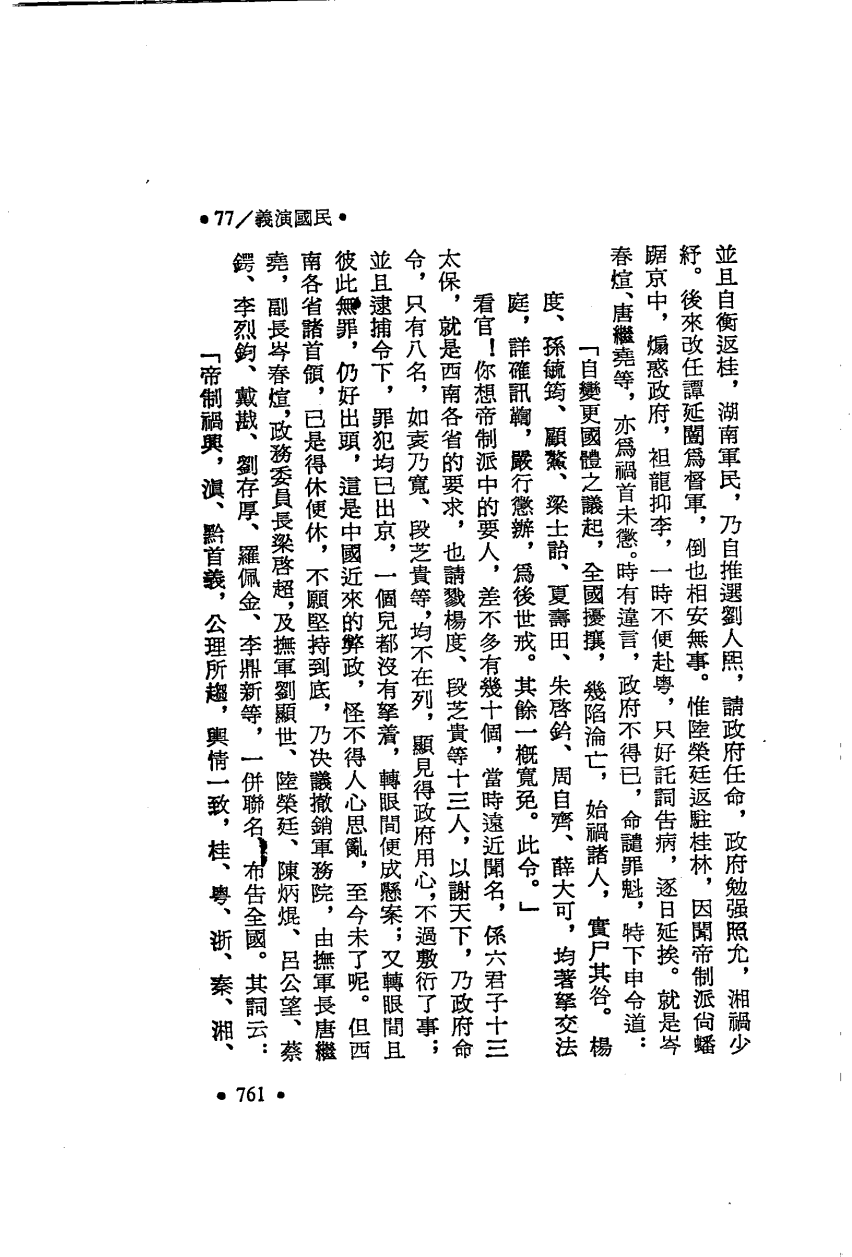 •77/義演國民•
並且自衡返桂，湖南軍民，乃自推選劉人熙，請政府任命，政府勉强照允，湘禍少
紓。後來改任譚延闓爲督軍，倒也相安無事。惟陸榮廷返駐桂林，因聞帝制派尙蟠
踞京中，煽惑政府，袒龍抑李，一時不便赴粵，只好託詞告病，逐日延挨。就是岑
春煊、唐繼堯等，亦爲禍首未懲。時有違言，政府不得已，命譴罪魁，特下申令道：
「自變更國體之議起，全國擾攘，幾陷淪亡，始禍諸人，實尸其咎。楊
度、孫毓筠、顧鰲、梁士詒、夏壽田、朱啓鈐、周自齊、薛大可，均著拏交法
庭，詳確訊鞫，嚴行懲辦，爲後世戒。其餘一槪寬免。此令。」
看官！你想帝制派中的要人，差不多有幾十個，當時遠近聞名，係六君子十三
太保，就是西南各省的要求，也請戮楊度、段芝貴等十三人，以謝天下，乃政府命
令，只有八名，如袁乃寬、段芝貴等，均不在列，顯見得政府用心，不過敷衍了事；
並且逮捕令下，罪犯均已出京，一個兒都沒有拏着，轉眼間便成懸案；又轉眼間且
彼此無罪，仍好出頭，這是中國近來的弊政，怪不得人心思亂，至今未了呢。但西
南各省諸首領，已是得休便休，不願堅持到底，乃決議撤銷軍務院，由撫軍長唐繼
堯，副長岑春煊，政務委員長梁啓超，及撫軍劉顯世、陸榮廷、陳炳焜、呂公望、蔡
鍔、李烈鈞、戴戡、劉存厚、羅佩金、李鼎新等，一併聯名，布告全國。其詞云：
「帝制禍興，滇、黔首義，公理所趨，輿情一致，桂、粵、浙、秦、湘、
•761•